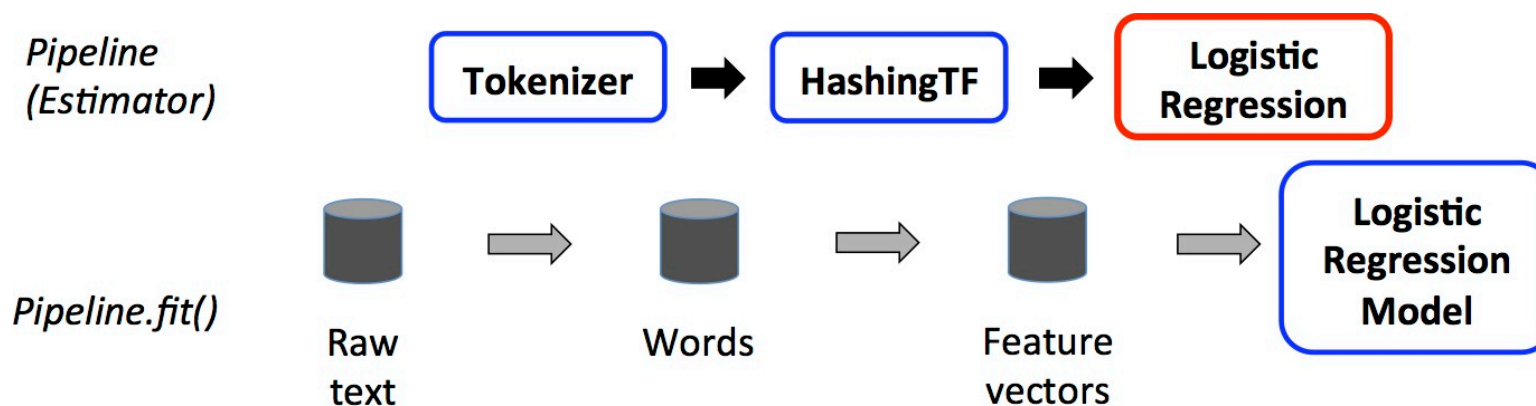 Pipeline
(Estimator)
Tokenizer
HashingTF
Logistic
Regression
Pipeline.fit()
Raw
text
Words
Feature
vectors
Logistic
Regression
Model